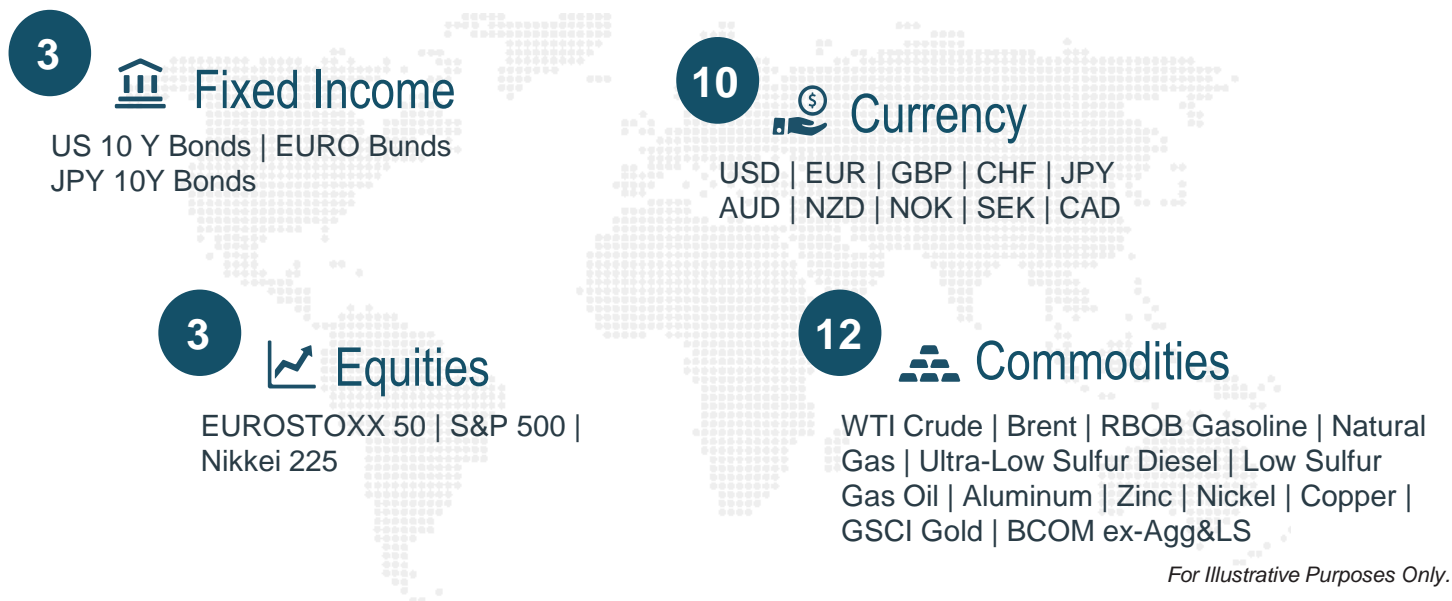 3
Fixed Income
US 10 Y Bonds | EURO Bunds
JPY 10Y Bonds
10
Currency
USD | EUR | GBP | CHF | JPY
AUD | NZD | NOK | SEK | CAD
3
Equities
EUROSTOXX 50 | S&P 500 |
Nikkei 225
12
Commodities
WTI Crude | Brent | RBOB Gasoline | Natural
Gas | Ultra-Low Sulfur Diesel | Low Sulfur
Gas Oil | Aluminum | Zinc | Nickel | Copper |
GSCI Gold | BCOM ex-Agg&LS
For Illustrative Purposes Only.